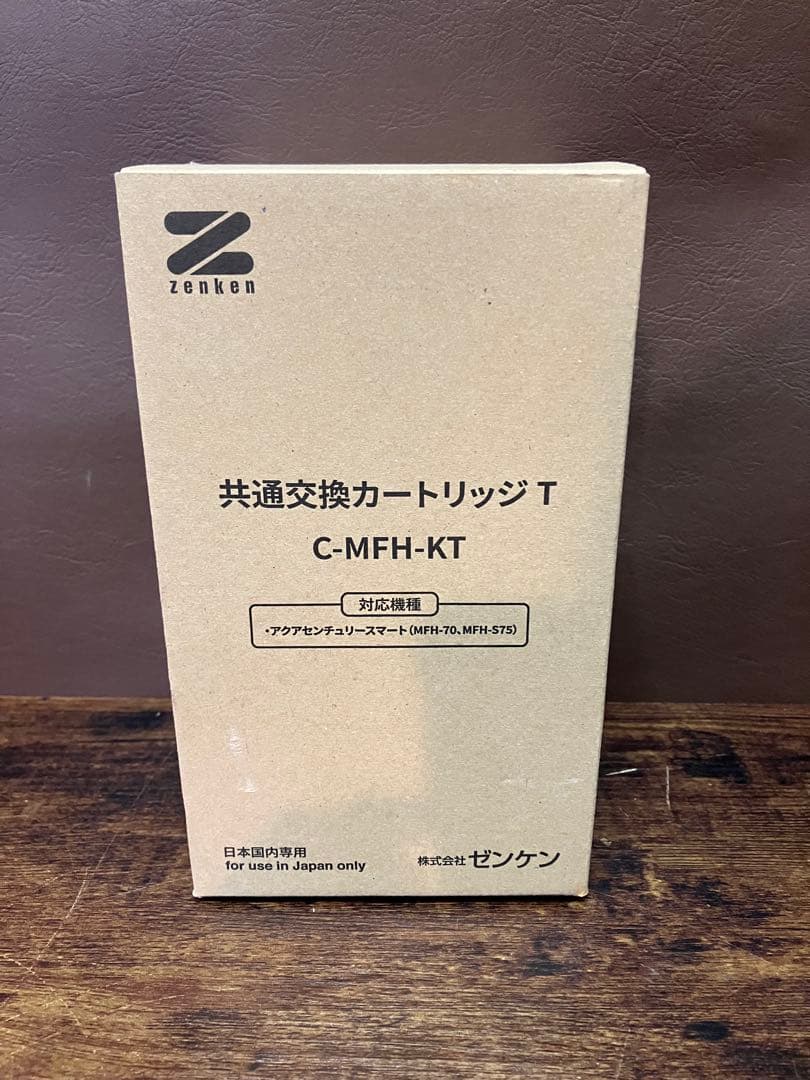 zenken
共通交換カートリッジ T
C-MFH-KT
対応機種
・アクアセンチュリースマート(MFH-70、MFH-S75)
日本国内専用
for use in Japan only
株式会社 ゼンケン